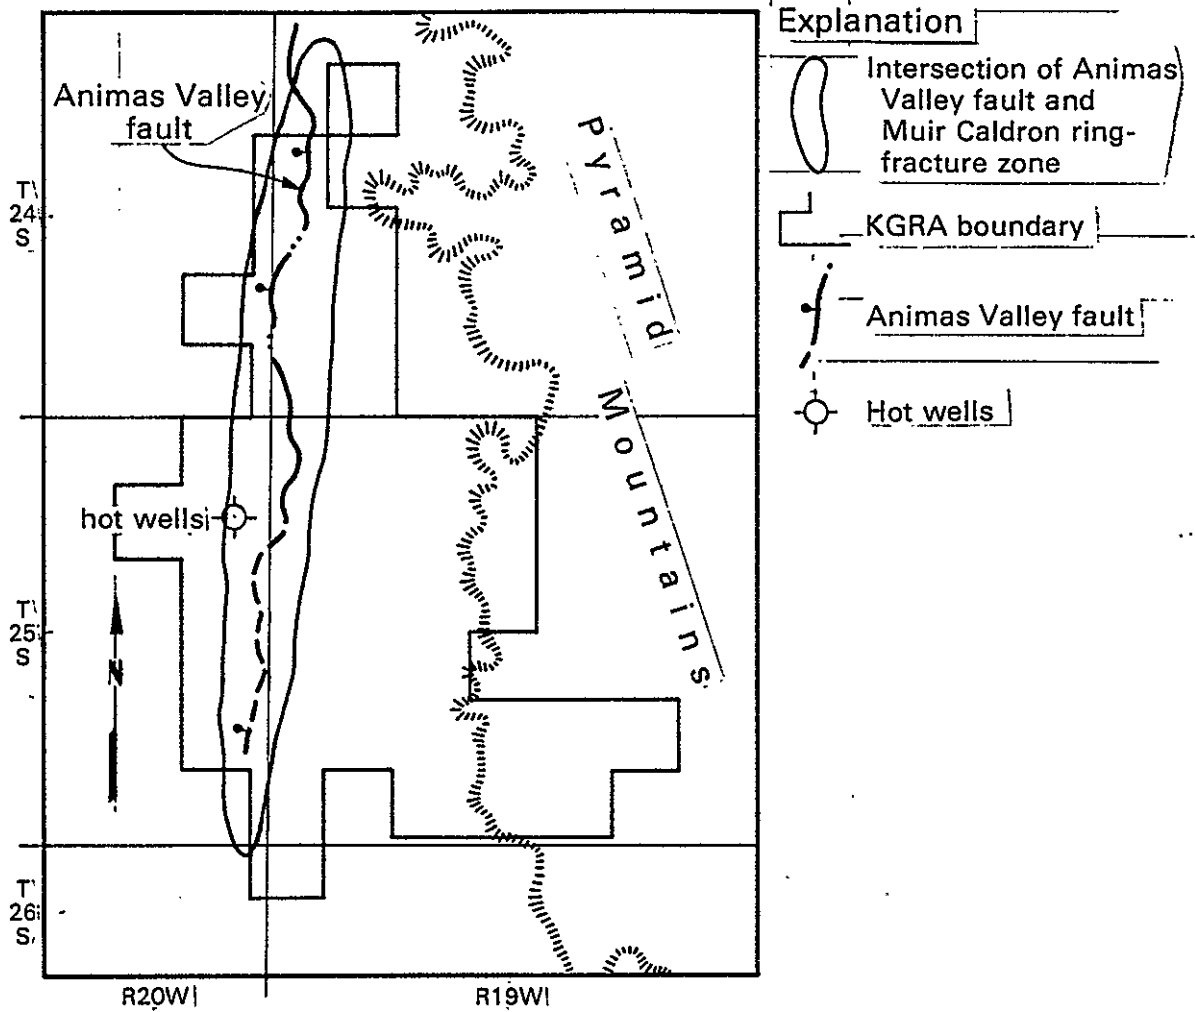 Explanation
Intersection of Animas
Valley fault and
Muir Caldron ring-
fracture zone
KGRA boundary
Animas Valley fault
Hot wells
Animas Valley
fault
Pyramid
Mountains
T
24
S
hot wells
T
25
S
N
T
26
S
R20W
R19W